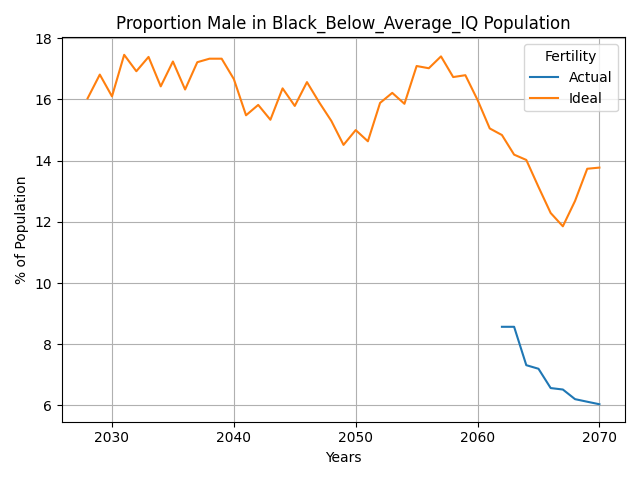 Proportion Male in Black_Below_Average_IQ Population
Fertility
Actual
Ideal
% of Population
18
16
14
12
10
8
6
2030 2040 2050 2060 2070
Years